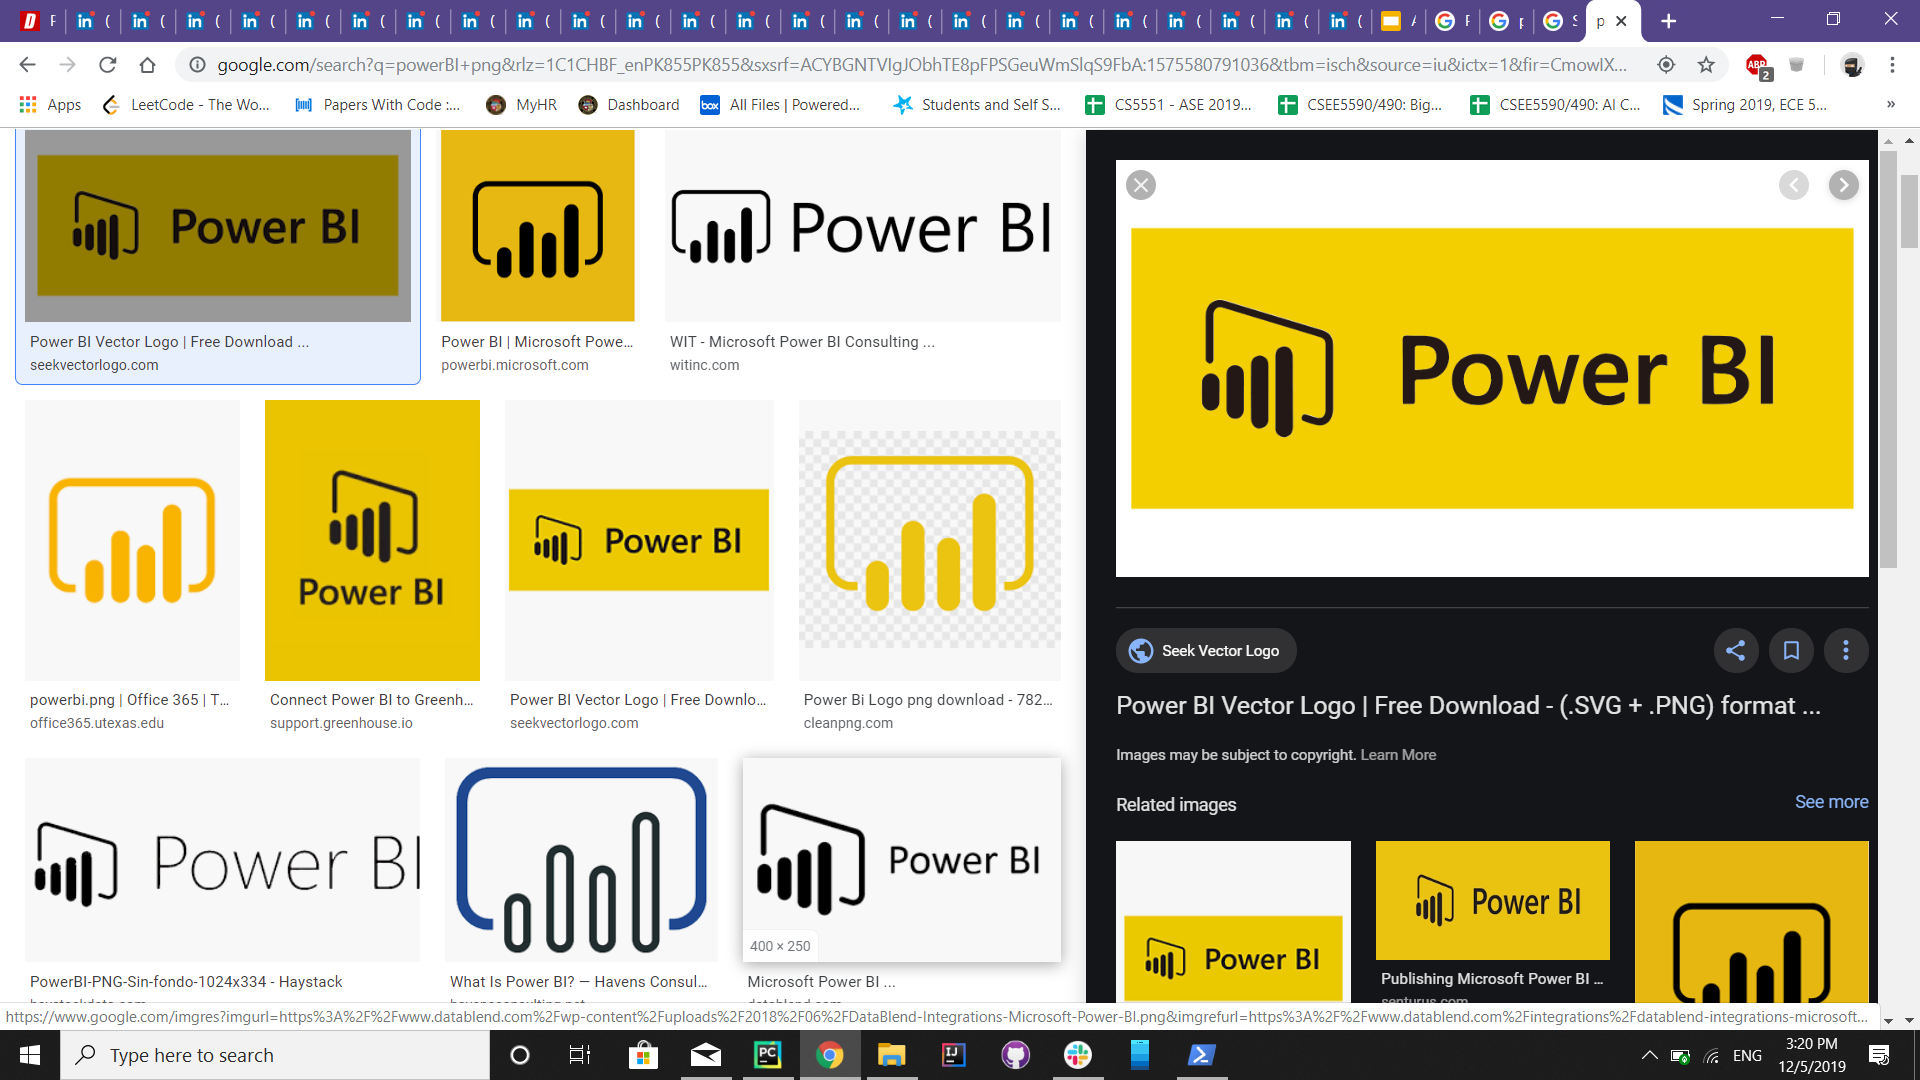 google.com/search?q=powerBI+png&rlz=1C1CHBF_enPK855PK855&sxsrf=ACYBGNTVIgJObhTE8pFPSGeuWmSlqS9FbA:1575580791036&tbm=isch&source=iu&ictx=1&fir=CmowIX...
2
Apps
LeetCode - The Wo...
Papers With Code :...
MyHR
Dashboard
box All Files | Powered...
Students and Self S...
CS5551 - ASE 2019...
CSEE5590/490: Big...
CSEE5590/490: AI C...
Spring 2019, ECE 5...
Power BI
Power BI
Power BI Vector Logo | Free Download ...
seekvectorlogo.com
Power BI | Microsoft Powe...
powerbi.microsoft.com
WIT - Microsoft Power BI Consulting ...
witinc.com
Power BI
Power BI
powerbi.png | Office 365 | T...
office365.utexas.edu
Connect Power BI to Greenh...
support.greenhouse.io
Power BI Vector Logo | Free Downlo...
seekvectorlogo.com
Power Bi Logo png download - 782...
cleanpng.com
Power BI
Power BI
400 × 250
PowerBI-PNG-Sin-fondo-1024x334 - Haystack
What Is Power BI? — Havens Consul...
Microsoft Power BI ...
Power BI
Seek Vector Logo
Power BI Vector Logo | Free Download - (.SVG + .PNG) format ...
Images may be subject to copyright. Learn More
Related images
See more
Power BI
Power BI
Publishing Microsoft Power BI ...
https://www.google.com/imgres?imgurl=https%3A%2F%2Fwww.datablend.com%2Fwp-content%2Fuploads%2F2018%2F06%2FDataBlend-Integrations-Microsoft-Power-BI.png&imgrefurl=https%3A%2F%2Fwww.datablend.com%2Fintegrations%2Fdatablend-integrations-microsoft...
Type here to search
PC
IJ
ENG
3:20 PM
12/5/2019